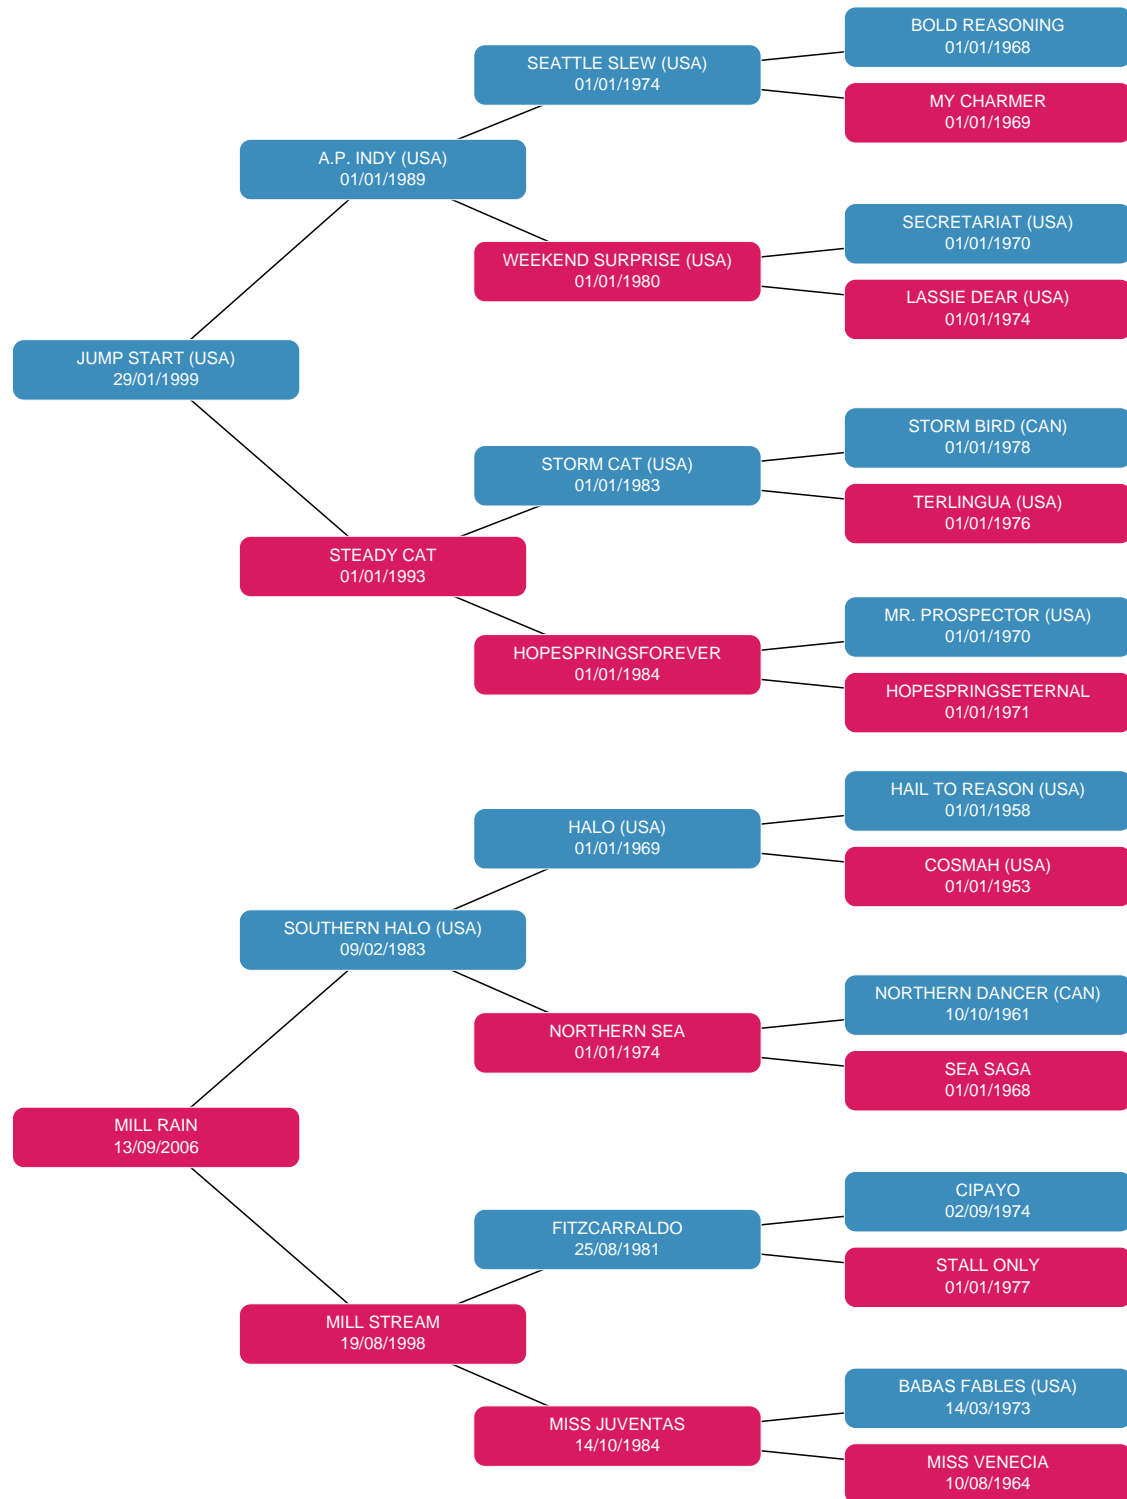 BOLD REASONING
01/01/1968
SEATTLE SLEW (USA)
01/01/1974
MY CHARMER
01/01/1969
A.P. INDY (USA)
01/01/1989
SECRETARIAT (USA)
01/01/1970
WEEKEND SURPRISE (USA)
01/01/1980
LASSIE DEAR (USA)
01/01/1974
JUMP START (USA)
29/01/1999
STORM BIRD (CAN)
01/01/1978
STORM CAT (USA)
01/01/1983
TERLINGUA (USA)
01/01/1976
STEADY CAT
01/01/1993
MR. PROSPECTOR (USA)
01/01/1970
HOPESPRINGSFOREVER
01/01/1984
HOPESPRINGSETERNAL
01/01/1971
HAIL TO REASON (USA)
01/01/1958
HALO (USA)
01/01/1969
COSMAH (USA)
01/01/1953
SOUTHERN HALO (USA)
09/02/1983
NORTHERN DANCER (CAN)
10/10/1961
NORTHERN SEA
01/01/1974
SEA SAGA
01/01/1968
MILL RAIN
13/09/2006
CIPAYO
02/09/1974
FITZCARRALDO
25/08/1981
STALL ONLY
01/01/1977
MILL STREAM
19/08/1998
BABAS FABLES (USA)
14/03/1973
MISS JUVENTAS
14/10/1984
MISS VENECIA
10/08/1964